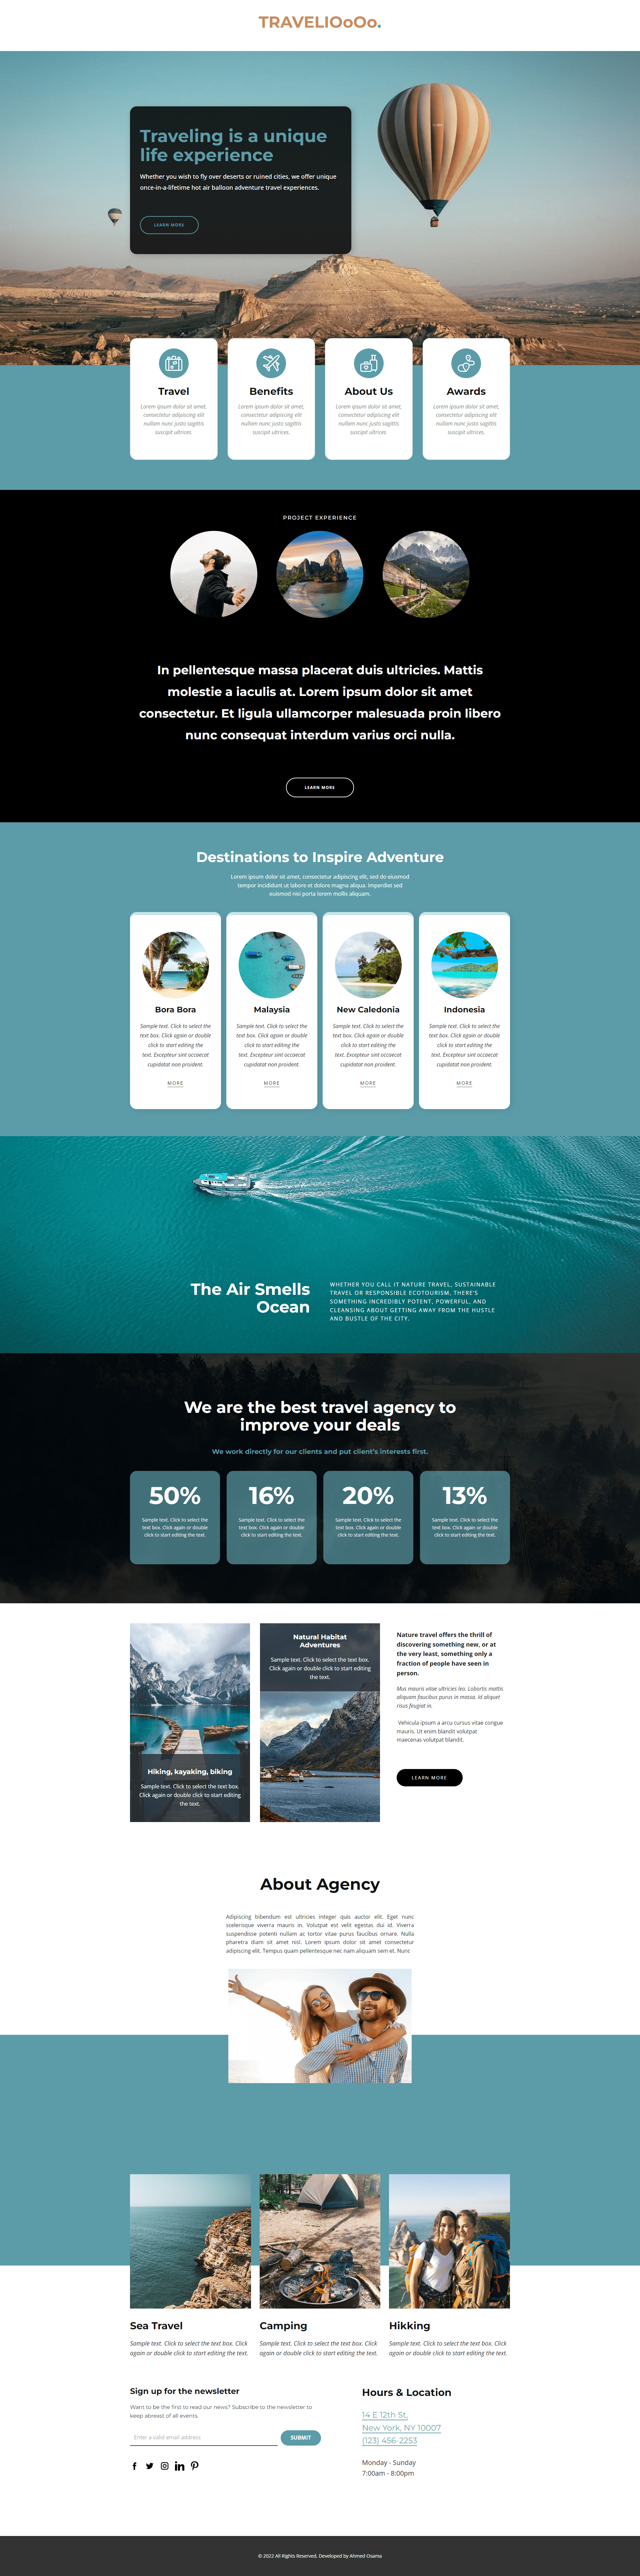 TRAVELIOoOo.
Traveling is a unique
life experience
Whether you wish to fly over deserts or ruined cities, we offer unique
once-in-a-lifetime hot air balloon adventure travel experiences.
LEARN MORE
Travel
Lorem ipsum dolor sit amet,
consectetur adipiscing elit
nullam nunc justo sagittis
suscipit ultrices.
Benefits
Lorem ipsum dolor sit amet,
consectetur adipiscing elit
nullam nunc justo sagittis
suscipit ultrices.
About Us
Lorem ipsum dolor sit amet,
consectetur adipiscing elit
nullam nunc justo sagittis
suscipit ultrices.
Awards
Lorem ipsum dolor sit amet,
consectetur adipiscing elit
nullam nunc justo sagittis
suscipit ultrices.
PROJECT EXPERIENCE
In pellentesque massa placerat duis ultricies. Mattis
molestie a iaculis at. Lorem ipsum dolor sit amet
consectetur. Et ligula ullamcorper malesuada proin libero
nunc consequat interdum varius orci nulla.
LEARN MORE
Destinations to Inspire Adventure
Lorem ipsum dolor sit amet, consectetur adipiscing elit, sed do eiusmod
tempor incididunt ut labore et dolore magna aliqua. Imperdiet sed
euismod nisi porta lorem mollis aliquam.
Bora Bora
Sample text. Click to select the
text box. Click again or double
click to start editing the
text. Excepteur sint occaecat
cupidatat non proident.
MORE
Malaysia
Sample text. Click to select the
text box. Click again or double
click to start editing the
text. Excepteur sint occaecat
cupidatat non proident.
MORE
New Caledonia
Sample text. Click to select the
text box. Click again or double
click to start editing the
text. Excepteur sint occaecat
cupidatat non proident.
MORE
Indonesia
Sample text. Click to select the
text box. Click again or double
click to start editing the
text. Excepteur sint occaecat
cupidatat non proident.
MORE
The Air Smells
Ocean
WHETHER YOU CALL IT NATURE TRAVEL, SUSTAINABLE
TRAVEL OR RESPONSIBLE ECOTOURISM, THERE'S
SOMETHING INCREDIBLY POTENT, POWERFUL, AND
CLEANSING ABOUT GETTING AWAY FROM THE HUSTLE
AND BUSTLE OF THE CITY.
We are the best travel agency to
improve your deals
We work directly for our clients and put client's interests first.
50%
Sample text. Click to select the
text box. Click again or double
click to start editing the text.
16%
Sample text. Click to select the
text box. Click again or double
click to start editing the text.
20%
Sample text. Click to select the
text box. Click again or double
click to start editing the text.
13%
Sample text. Click to select the
text box. Click again or double
click to start editing the text.
Hiking, kayaking, biking
Sample text. Click to select the text box.
Click again or double click to start editing
the text.
Natural Habitat
Adventures
Sample text. Click to select the text box.
Click again or double click to start editing
the text.
Nature travel offers the thrill of
discovering something new, or at
the very least, something only a
fraction of people have seen in
person.
Mus mauris vitae ultricies leo. Lobortis mattis
aliquam faucibus purus in massa. Id aliquet
risus feugiat in.
Vehicula ipsum a arcu cursus vitae congue
mauris. Ut enim blandit volutpat
maecenas volutpat blandit.
LEARN MORE
About Agency
Adipiscing bibendum est ultricies integer quis auctor elit. Eget nunc
scelerisque viverra mauris in. Volutpat est velit egestas dui id. Viverra
suspendisse potenti nullam ac tortor vitae purus faucibus ornare. Nulla
pharetra diam sit amet nisl. Lorem ipsum dolor sit amet consectetur
adipiscing elit. Tempus quam pellentesque nec nam aliquam sem et. Nunc
Sea Travel
Sample text. Click to select the text box. Click
again or double click to start editing the text.
Camping
Sample text. Click to select the text box. Click
again or double click to start editing the text.
Hikking
Sample text. Click to select the text box. Click
again or double click to start editing the text.
Sign up for the newsletter
Want to be the first to read our news? Subscribe to the newsletter to
keep abreast of all events.
Enter a valid email address
SUBMIT
Hours & Location
14 E 12th St,
New York, NY 10007
(123) 456-2253
Monday - Sunday
7:00am - 8:00pm
© 2022 All Rights Reserved, Developed by Ahmed Osama